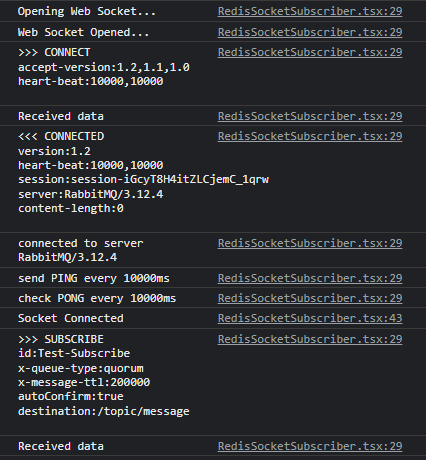 Opening Web Socket... RedisSocketSubscriber.tsx:29
Web Socket Opened... RedisSocketSubscriber.tsx:29
>>> CONNECT RedisSocketSubscriber.tsx:29
accept-version:1.2,1.1,1.0
heart-beat:10000,10000
Received data RedisSocketSubscriber.tsx:29
<<< CONNECTED RedisSocketSubscriber.tsx:29
version:1.2
heart-beat:10000,10000
session:session-iGcyT8H4itZLCjemC_1qrw
server:RabbitMQ/3.12.4
content-length:0
connected to server RedisSocketSubscriber.tsx:29
RabbitMQ/3.12.4
send PING every 10000ms RedisSocketSubscriber.tsx:29
check PONG every 10000ms RedisSocketSubscriber.tsx:29
Socket Connected RedisSocketSubscriber.tsx:43
>>> SUBSCRIBE RedisSocketSubscriber.tsx:29
id:Test-Subscribe
x-queue-type:quorum
x-message-ttl:200000
autoConfirm:true
destination:/topic/message
Received data RedisSocketSubscriber.tsx:29